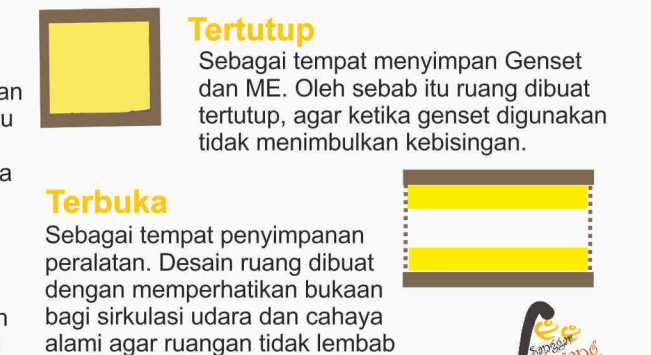 an
u
a
n
Tertutup
Sebagai tempat menyimpan Genset
dan ME. Oleh sebab itu ruang dibuat
tertutup, agar ketika genset digunakan
tidak menimbulkan kebisingan.
Terbuka
Sebagai tempat penyimpanan
peralatan. Desain ruang dibuat
dengan memperhatikan bukaan
bagi sirkulasi udara dan cahaya
alami agar ruangan tidak lembab
Sanggar